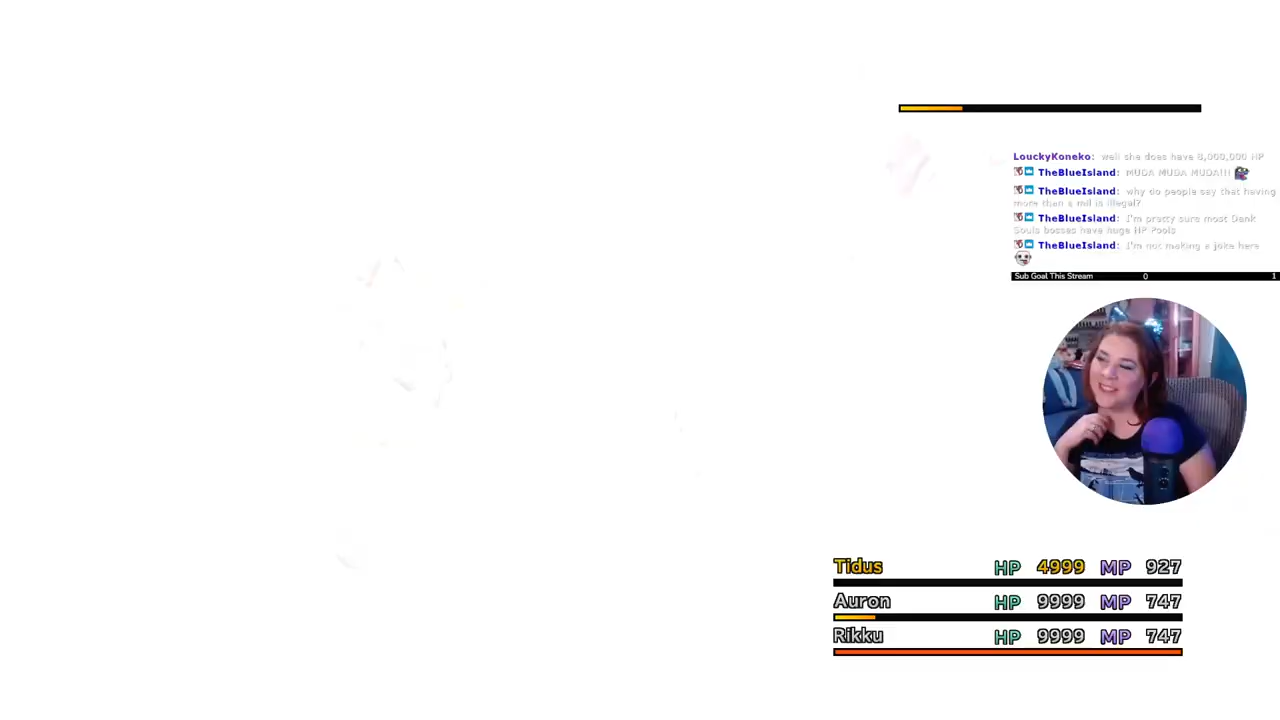 LouckyKoneko: well she does have 8,000,000 HP
TheBlueIsland: MUDA MUDA MUDA!!!
TheBlueIsland: why do people say that having
more than a mil is illegal?
TheBlueIsland: I'm pretty sure most Dark
Souls bosses have huge HP Pools
TheBlueIsland: I'm not making a joke here
Sub Goal This Stream 0 1
Tidus HP 4999 MP 927
Auron HP 9999 MP 747
Rikku HP 9999 MP 747